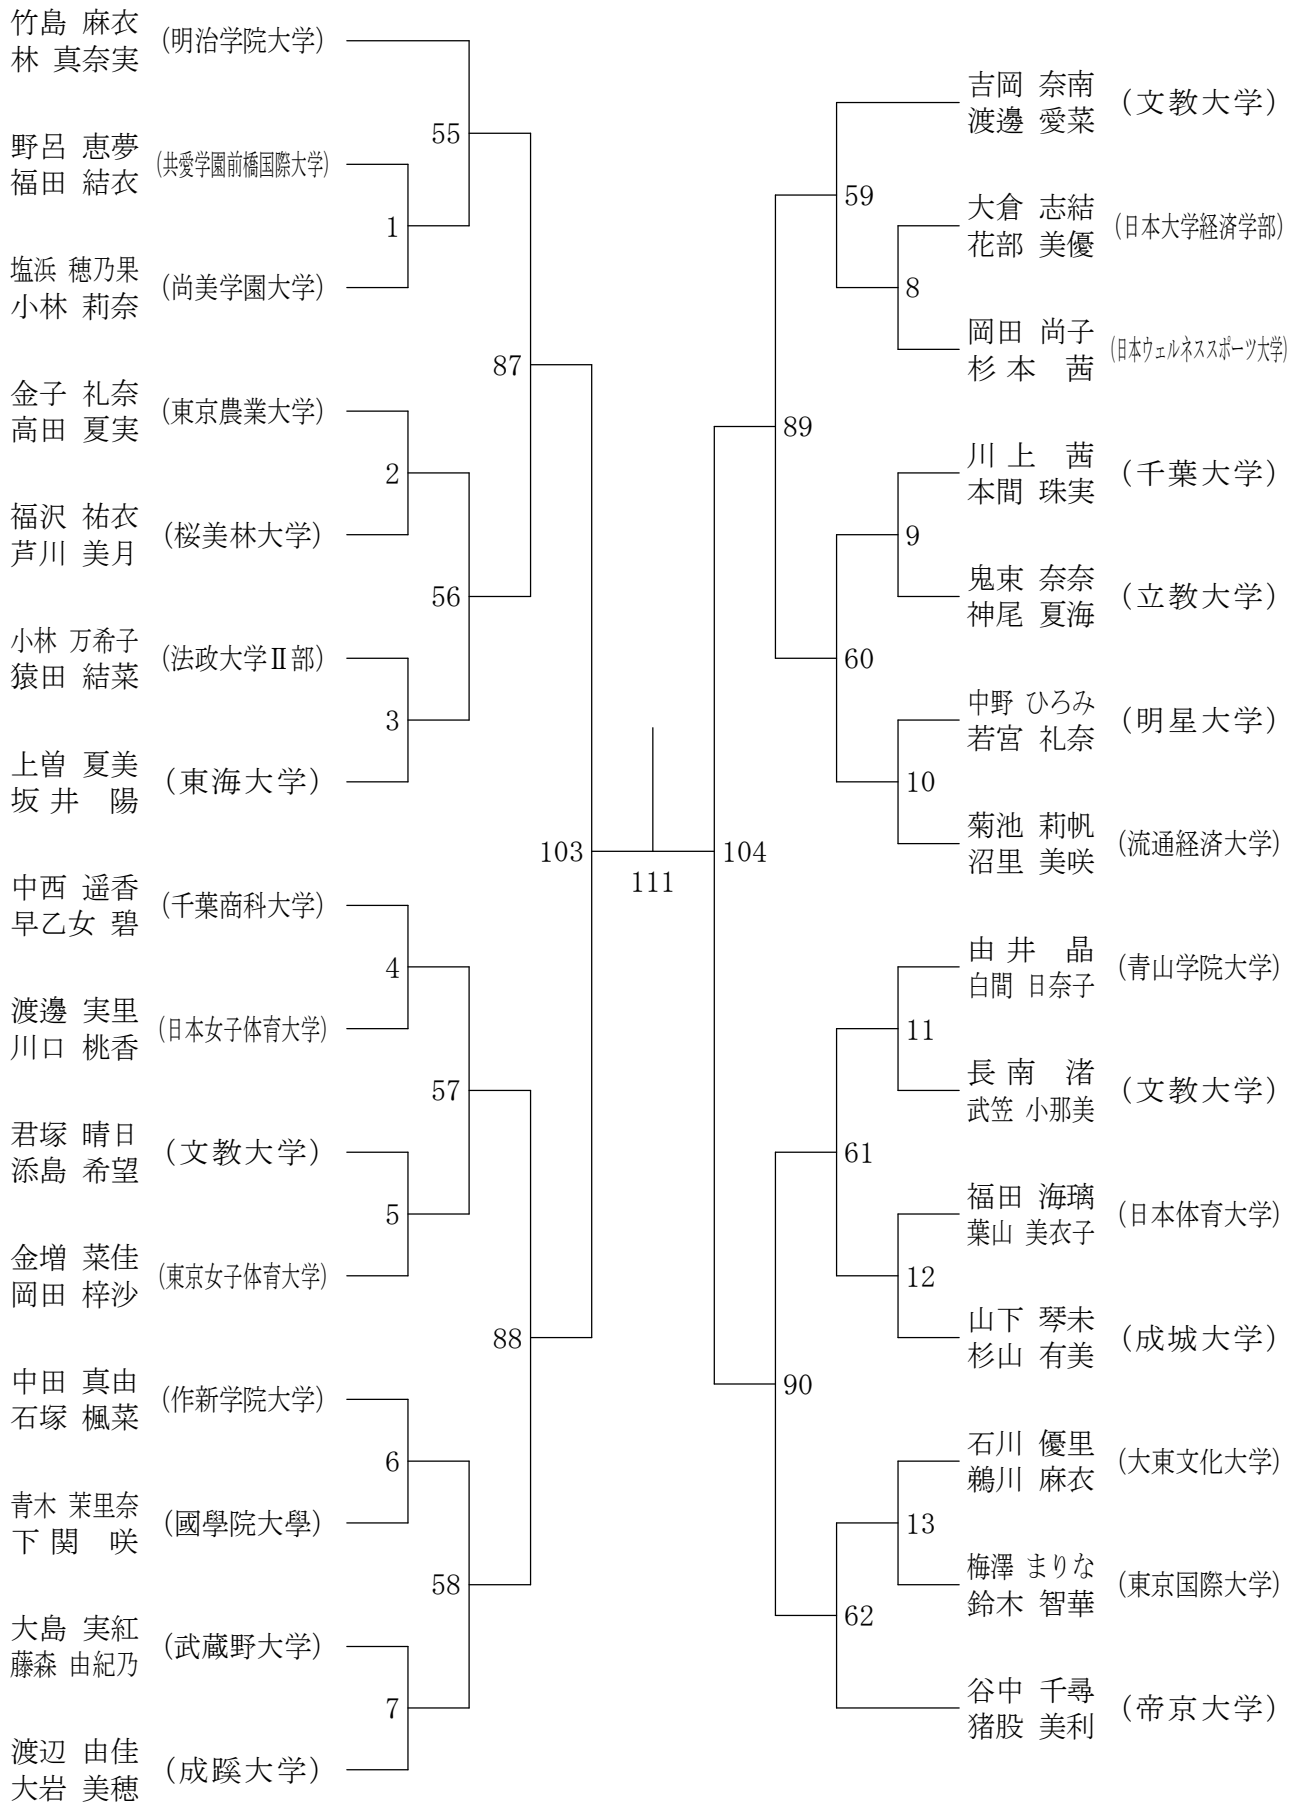 竹島 麻衣
林 真奈実
(明治学院大学)
55
野呂 恵夢
福田 結衣
(共愛学園前橋国際大学)
1
塩浜 穂乃果
小林 莉奈
(尚美学園大学)
87
金子 礼奈
高田 夏実
(東京農業大学)
2
福沢 祐衣
芦川 美月
(桜美林大学)
56
小林 万希子
猿田 結菜
(法政大学Ⅱ部)
3
上曽 夏美
坂井 陽
(東海大学)
103
中西 遥香
早乙女 碧
(千葉商科大学)
4
渡邊 実里
川口 桃香
(日本女子体育大学)
57
君塚 晴日
添島 希望
(文教大学)
5
金増 菜佳
岡田 梓沙
(東京女子体育大学)
88
中田 真由
石塚 楓菜
(作新学院大学)
6
青木 茉里奈
下関 咲
(國學院大學)
58
大島 実紅
藤森 由紀乃
(武蔵野大学)
7
渡辺 由佳
大岩 美穂
(成蹊大学)
111
吉岡 奈南
渡邊 愛菜
(文教大学)
59
大倉 志結
花部 美優
(日本大学経済学部)
8
岡田 尚子
杉本 茜
(日本ウェルネススポーツ大学)
89
川上 茜
本間 珠実
(千葉大学)
9
鬼束 奈奈
神尾 夏海
(立教大学)
60
中野 ひろみ
若宮 礼奈
(明星大学)
10
菊池 莉帆
沼里 美咲
(流通経済大学)
104
由井 晶
白間 日奈子
(青山学院大学)
11
長南 渚
武笠 小那美
(文教大学)
61
福田 海璃
葉山 美衣子
(日本体育大学)
12
山下 琴未
杉山 有美
(成城大学)
90
石川 優里
鵜川 麻衣
(大東文化大学)
13
梅澤 まりな
鈴木 智華
(東京国際大学)
62
谷中 千尋
猪股 美利
(帝京大学)